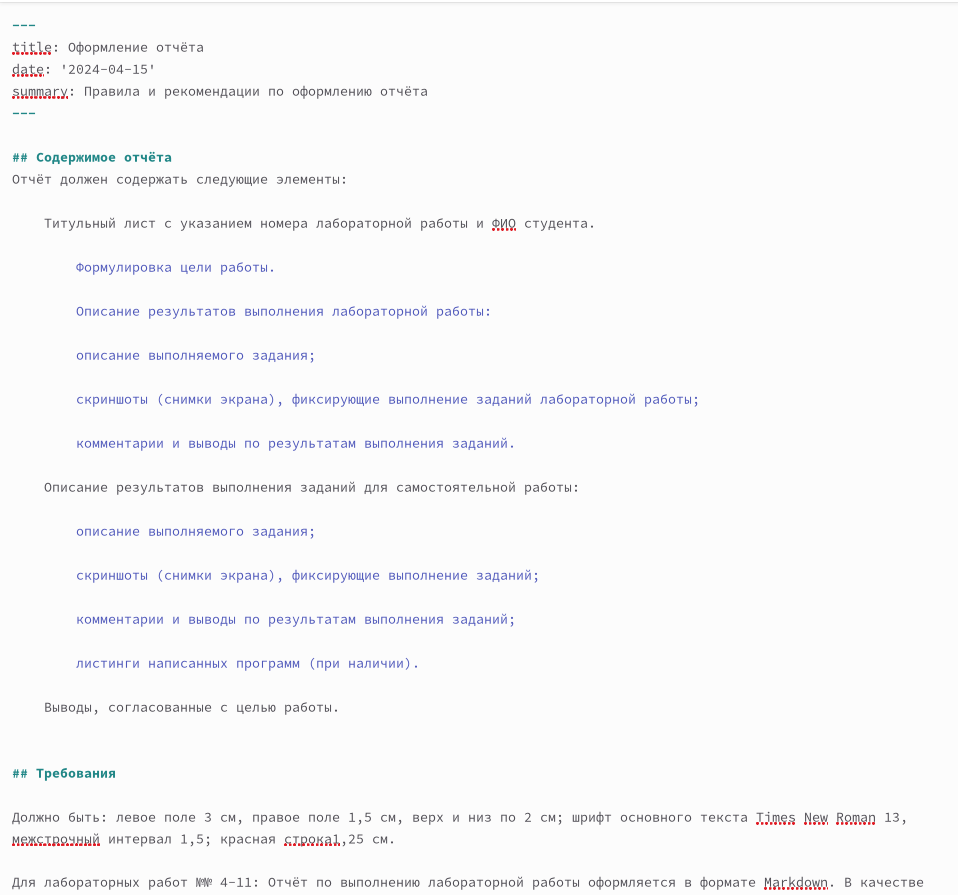 ---
title: Оформление отчёта
date: '2024-04-15'
summary: Правила и рекомендации по оформлению отчёта
---
## Содержимое отчёта
Отчёт должен содержать следующие элементы:
Титульный лист с указанием номера лабораторной работы и ФИО студента.
Формулировка цели работы.
Описание результатов выполнения лабораторной работы:
описание выполняемого задания;
скриншоты (снимки экрана), фиксирующие выполнение заданий лабораторной работы;
комментарии и выводы по результатам выполнения заданий.
Описание результатов выполнения заданий для самостоятельной работы:
описание выполняемого задания;
скриншоты (снимки экрана), фиксирующие выполнение заданий;
комментарии и выводы по результатам выполнения заданий;
листинги написанных программ (при наличии).
Выводы, согласованные с целью работы.
## Требования
Должно быть: левое поле 3 см, правое поле 1,5 см, верх и низ по 2 см; шрифт основного текста Times New Roman 13,
межстрочный интервал 1,5; красная строка1,25 см.
Для лабораторных работ №№ 4-11: Отчёт по выполнению лабораторной работы оформляется в формате Markdown. В качестве